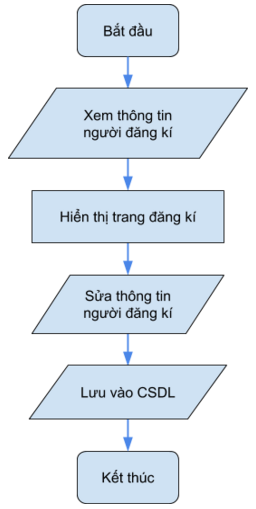 Bắt đầu
Xem thông tin
người đăng kí
Hiển thị trang đăng kí
Sửa thông tin
người đăng kí
Lưu vào CSDL
Kết thúc